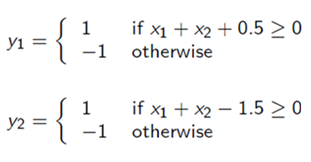 y₁ = { 1 if x₁ + x₂ + 0.5 ≥ 0
−1 otherwise
y₂ = { 1 if x₁ + x₂ − 1.5 ≥ 0
−1 otherwise